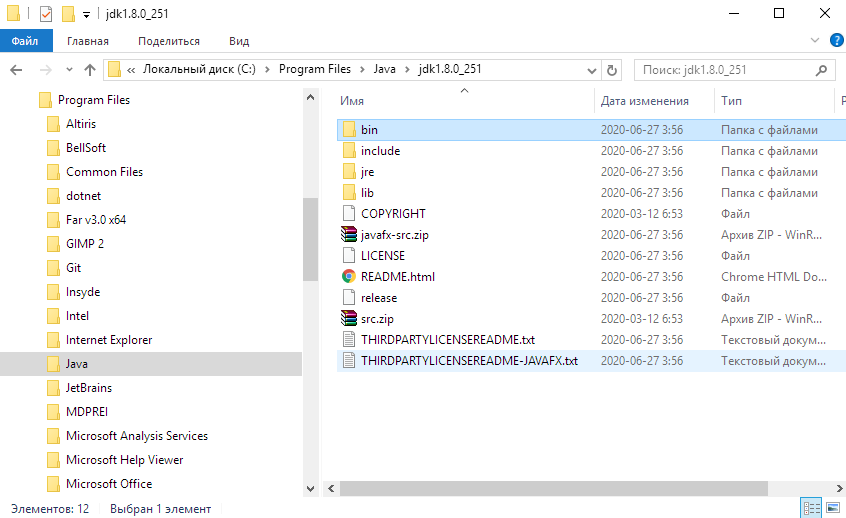 jdk1.8.0_251
Файл Главная Поделиться Вид
« Локальный диск (C:) > Program Files > Java > jdk1.8.0_251
Поиск: jdk1.8.0_251
Program Files
Altiris
BellSoft
Common Files
dotnet
Far v3.0 x64
GIMP 2
Git
Insyde
Intel
Internet Explorer
Java
JetBrains
MDPREI
Microsoft Analysis Services
Microsoft Help Viewer
Microsoft Office
Имя Дата изменения Тип Р
bin 2020-06-27 3:56 Папка с файлами
include 2020-06-27 3:56 Папка с файлами
jre 2020-06-27 3:56 Папка с файлами
lib 2020-06-27 3:56 Папка с файлами
COPYRIGHT 2020-03-12 6:53 Файл
javafx-src.zip 2020-06-27 3:56 Архив ZIP - WinR...
LICENSE 2020-06-27 3:56 Файл
README.html 2020-06-27 3:56 Chrome HTML Do...
release 2020-06-27 3:56 Файл
src.zip 2020-03-12 6:53 Архив ZIP - WinR...
THIRDPARTYLICENSEREADME.txt 2020-06-27 3:56 Текстовый докум...
THIRDPARTYLICENSEREADME-JAVAFX.txt 2020-06-27 3:56 Текстовый докум...
Элементов: 12 Выбран 1 элемент